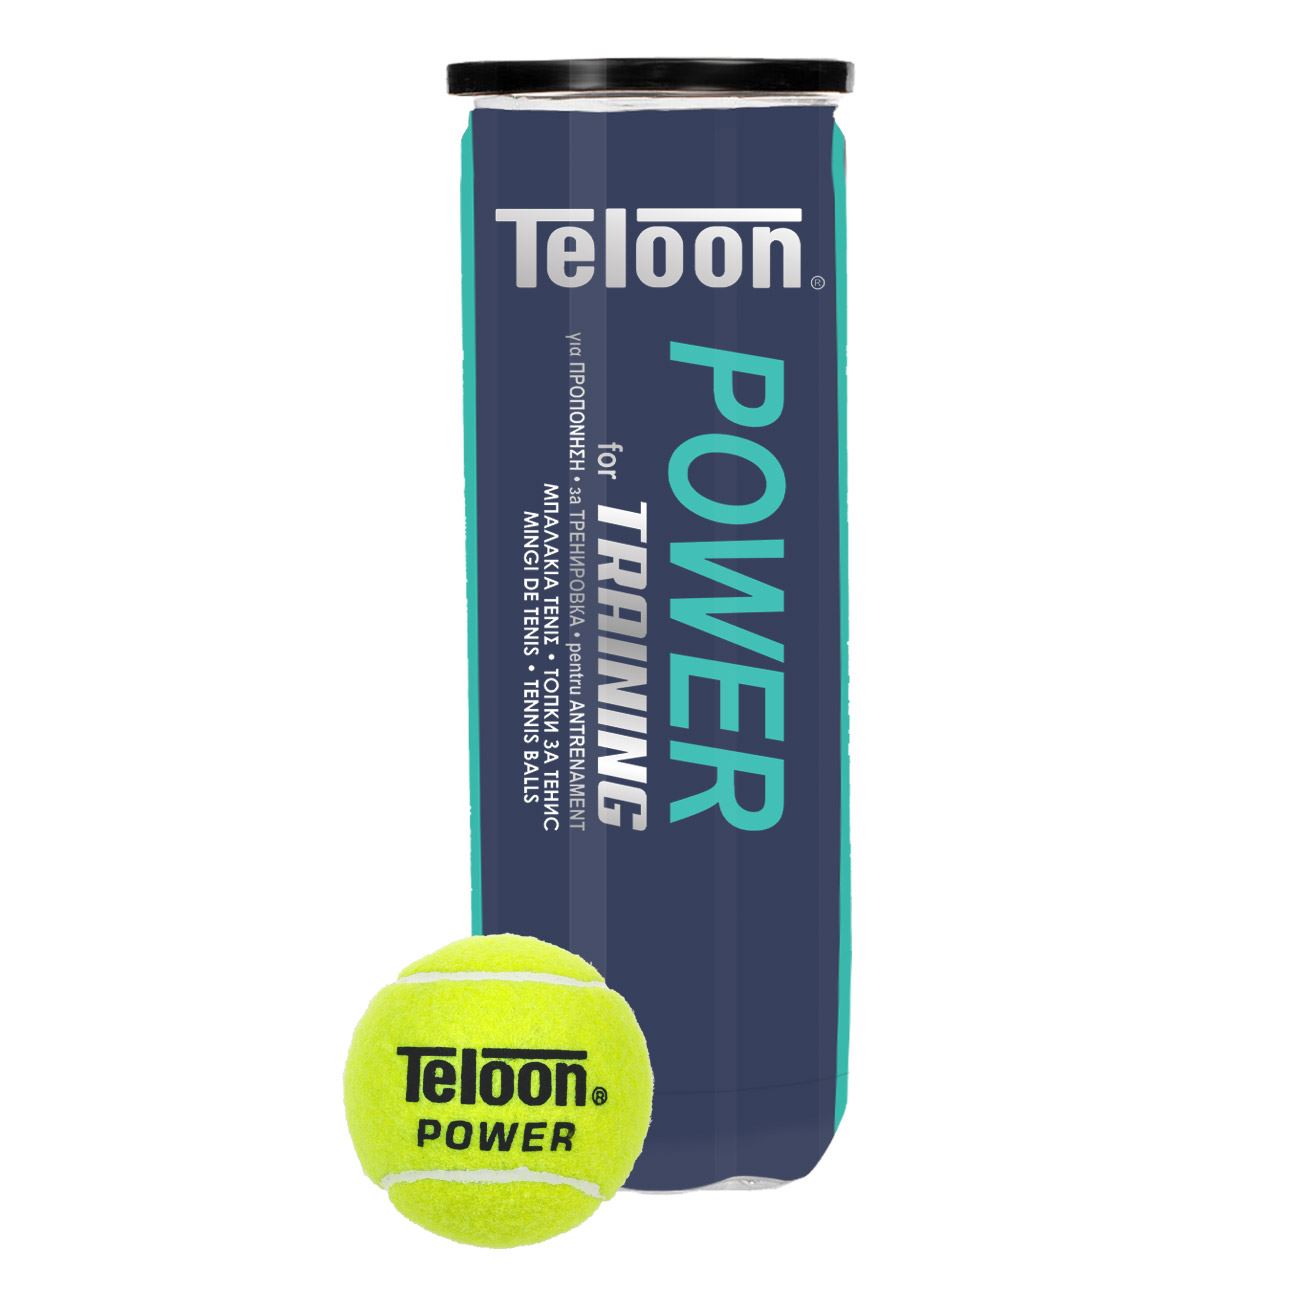 Teloon®
POWER
for TRAINING
για ΠΡΟΠΟΝΗΣΗ • за ТРЕНИРОВКА • pentru ANTRENAMENT
ΜΠΑΛΑΚΙΑ ΤΕΝΙΣ • ТОПКИ ЗА ТЕНИС
MINGI DE TENIS • TENNIS BALLS
Teloon®
POWER